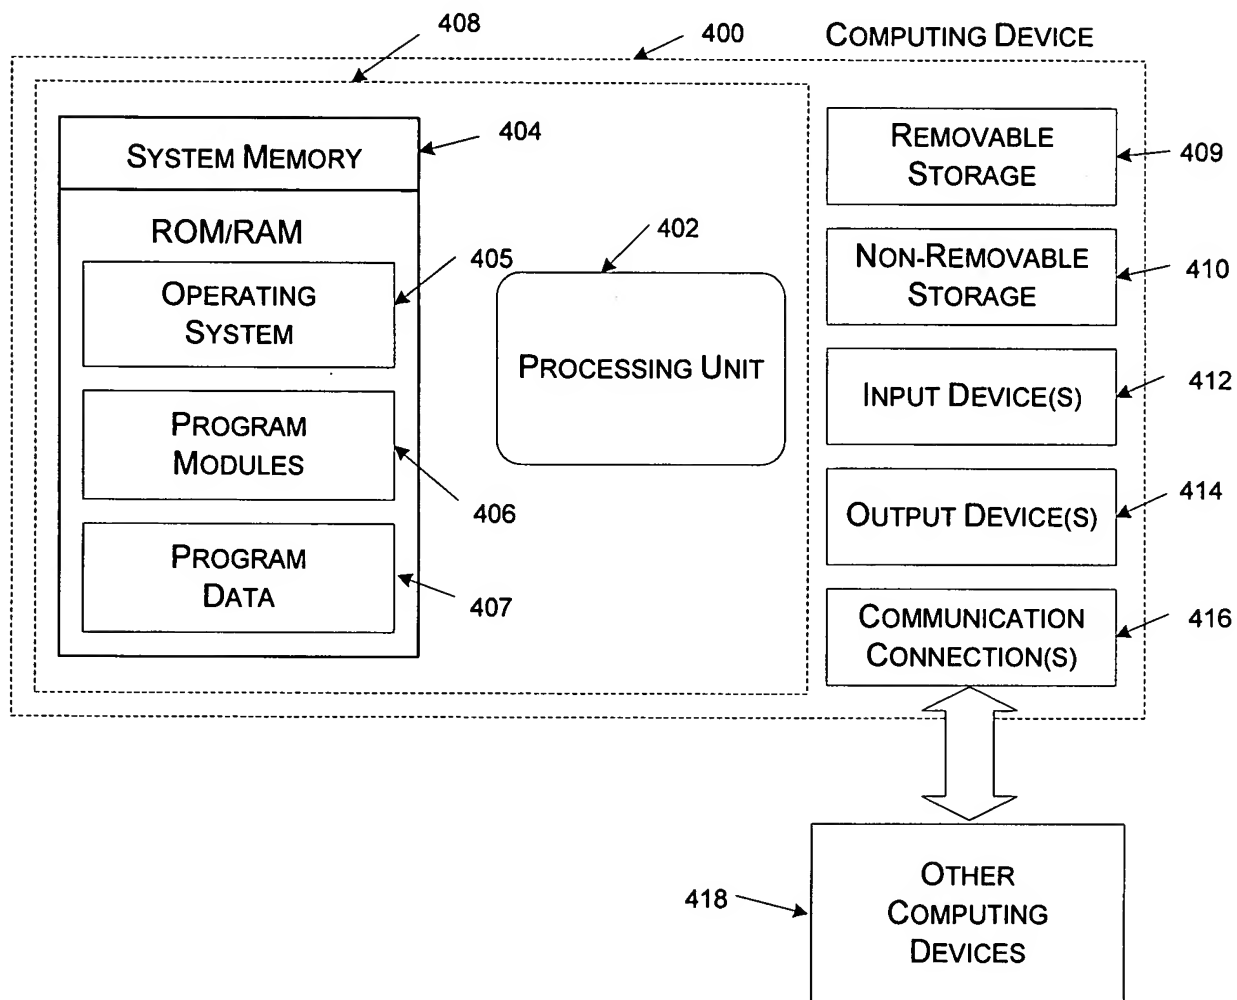 408
400
COMPUTING DEVICE
SYSTEM MEMORY
404
ROM/RAM
OPERATING
SYSTEM
405
PROGRAM
MODULES
406
PROGRAM
DATA
407
402
PROCESSING UNIT
REMOVABLE
STORAGE
409
NON-REMOVABLE
STORAGE
410
INPUT DEVICE(S)
412
OUTPUT DEVICE(S)
414
COMMUNICATION
CONNECTION(S)
416
418
OTHER
COMPUTING
DEVICES